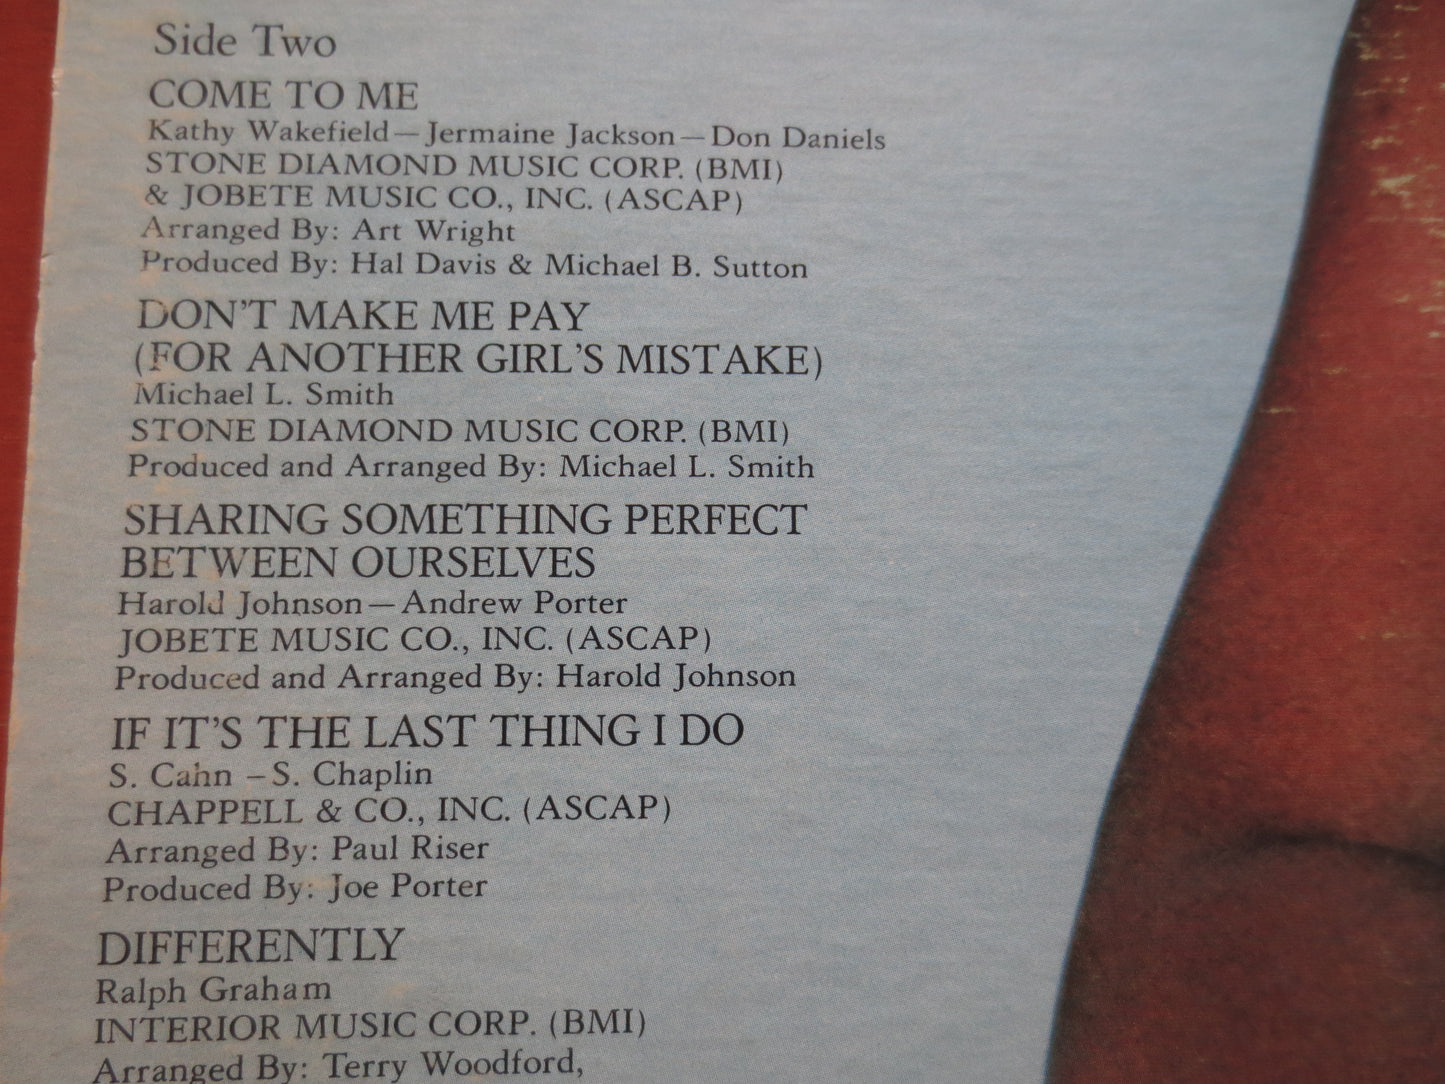 Side Two
COME TO ME
Kathy Wakefield—Jermaine Jackson—Don Daniels
STONE DIAMOND MUSIC CORP. (BMI)
& JOBETE MUSIC CO., INC. (ASCAP)
Arranged By: Art Wright
Produced By: Hal Davis & Michael B. Sutton
DON'T MAKE ME PAY
(FOR ANOTHER GIRL'S MISTAKE)
Michael L. Smith
STONE DIAMOND MUSIC CORP. (BMI)
Produced and Arranged By: Michael L. Smith
SHARING SOMETHING PERFECT
BETWEEN OURSELVES
Harold Johnson—Andrew Porter
JOBETE MUSIC CO., INC. (ASCAP)
Produced and Arranged By: Harold Johnson
IF IT'S THE LAST THING I DO
S. Cahn –S. Chaplin
CHAPPELL & CO., INC. (ASCAP)
Arranged By: Paul Riser
Produced By: Joe Porter
DIFFERENTLY
Ralph Graham
INTERIOR MUSIC CORP. (BMI)
Arranged By: Terry Woodford,